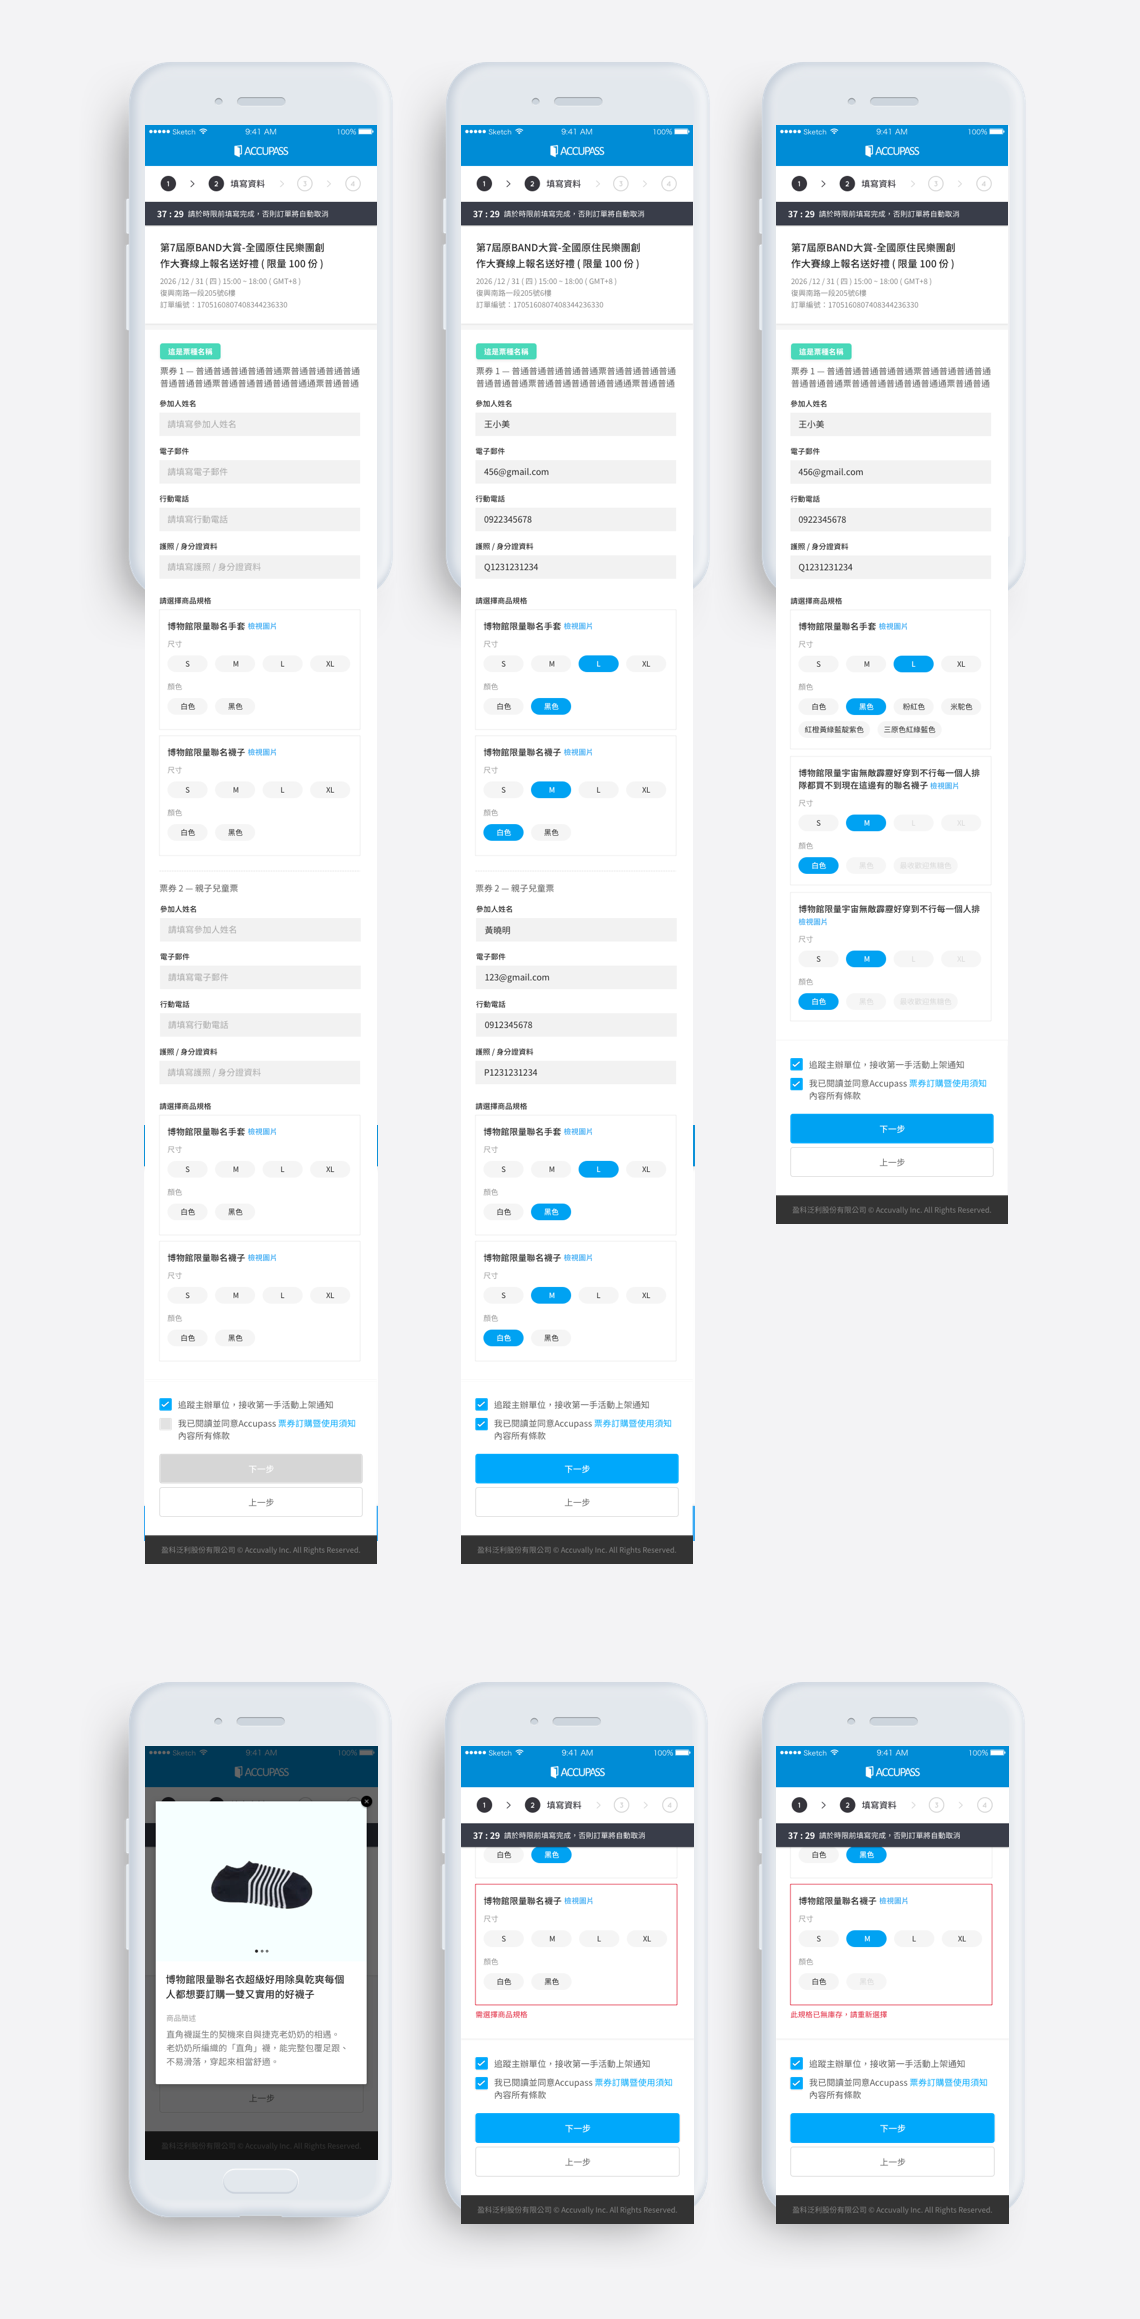 Sketch 9:41 AM 100%
ACCUPASS
1 2 填寫資料 3 4
37 : 29 請於時限前填寫完成，否則訂單將自動取消
第7屆原BAND大賞-全國原住民樂團創
作大賽線上報名送好禮 ( 限量 100 份 )
2026 /12 / 31 ( 四 ) 15:00 ~ 18:00 ( GMT+8 )
復興南路一段205號6樓
訂單編號：1705160807408344236330
這是票種名稱
票券 1 — 普通普通普通普通普通票普通普通普通普通
普通普通普通票普通普通普通普通普通通票普通普通
參加人姓名
請填寫參加人姓名
電子郵件
請填寫電子郵件
行動電話
請填寫行動電話
護照 / 身分證資料
請填寫護照 / 身分證資料
請選擇商品規格
博物館限量聯名手套 檢視圖片
尺寸
S M L XL
顏色
白色 黑色
博物館限量聯名襪子 檢視圖片
尺寸
S M L XL
顏色
白色 黑色
票券 2 — 親子兒童票
參加人姓名
請填寫參加人姓名
電子郵件
請填寫電子郵件
行動電話
請填寫行動電話
護照 / 身分證資料
請填寫護照 / 身分證資料
請選擇商品規格
博物館限量聯名手套 檢視圖片
尺寸
S M L XL
顏色
白色 黑色
博物館限量聯名襪子 檢視圖片
尺寸
S M L XL
顏色
白色 黑色
追蹤主辦單位，接收第一手活動上架通知
我已閱讀並同意Accupass 票券訂購暨使用須知
內容所有條款
下一步
上一步
盈科泛利股份有限公司 © Accuvally Inc. All Rights Reserved.
Sketch 9:41 AM 100%
ACCUPASS
1 2 填寫資料 3 4
37 : 29 請於時限前填寫完成，否則訂單將自動取消
第7屆原BAND大賞-全國原住民樂團創
作大賽線上報名送好禮 ( 限量 100 份 )
2026 /12 / 31 ( 四 ) 15:00 ~ 18:00 ( GMT+8 )
復興南路一段205號6樓
訂單編號：1705160807408344236330
這是票種名稱
票券 1 — 普通普通普通普通普通票普通普通普通普通
普通普通普通票普通普通普通普通普通通票普通普通
參加人姓名
王小美
電子郵件
456@gmail.com
行動電話
0922345678
護照 / 身分證資料
Q1231231234
請選擇商品規格
博物館限量聯名手套 檢視圖片
尺寸
S M L XL
顏色
白色 黑色
博物館限量聯名襪子 檢視圖片
尺寸
S M L XL
顏色
白色 黑色
票券 2 — 親子兒童票
參加人姓名
黃曉明
電子郵件
123@gmail.com
行動電話
0912345678
護照 / 身分證資料
P1231231234
請選擇商品規格
博物館限量聯名手套 檢視圖片
尺寸
S M L XL
顏色
白色 黑色
博物館限量聯名襪子 檢視圖片
尺寸
S M L XL
顏色
白色 黑色
追蹤主辦單位，接收第一手活動上架通知
我已閱讀並同意Accupass 票券訂購暨使用須知
內容所有條款
下一步
上一步
盈科泛利股份有限公司 © Accuvally Inc. All Rights Reserved.
Sketch 9:41 AM 100%
ACCUPASS
1 2 填寫資料 3 4
37 : 29 請於時限前填寫完成，否則訂單將自動取消
第7屆原BAND大賞-全國原住民樂團創
作大賽線上報名送好禮 ( 限量 100 份 )
2026 /12 / 31 ( 四 ) 15:00 ~ 18:00 ( GMT+8 )
復興南路一段205號6樓
訂單編號：1705160807408344236330
這是票種名稱
票券 1 — 普通普通普通普通普通票普通普通普通普通
普通普通普通票普通普通普通普通普通通票普通普通
參加人姓名
王小美
電子郵件
456@gmail.com
行動電話
0922345678
護照 / 身分證資料
Q1231231234
請選擇商品規格
博物館限量聯名手套 檢視圖片
尺寸
S M L XL
顏色
白色 黑色 粉紅色 米駝色
紅橙黃綠藍靛紫色 三原色紅綠藍色
博物館限量宇宙無敵霹靂好穿到不行每一個人排
隊都買不到現在這邊有的聯名襪子 檢視圖片
尺寸
S M L XL
顏色
白色 黑色
博物館限量宇宙無敵霹靂好穿到不行每一個人排
檢視圖片
尺寸
S M L XL
顏色
白色 黑色
追蹤主辦單位，接收第一手活動上架通知
我已閱讀並同意Accupass 票券訂購暨使用須知
內容所有條款
下一步
上一步
盈科泛利股份有限公司 © Accuvally Inc. All Rights Reserved.
Sketch 9:41 AM 100%
ACCUPASS
博物館限量聯名衣超級好用除臭乾爽每個
人都想要訂購一雙又實用的好襪子
商品簡述
直角襪誕生的契機來自與捷克老奶奶的相遇。
老奶奶所編織的「直角」襪，能完整包覆足跟、
不易滑落，穿起來相當舒適。
上一步
盈科泛利股份有限公司 © Accuvally Inc. All Rights Reserved.
Sketch 9:41 AM 100%
ACCUPASS
1 2 填寫資料 3 4
37 : 29 請於時限前填寫完成，否則訂單將自動取消
白色 黑色
博物館限量聯名襪子 檢視圖片
尺寸
S M L XL
顏色
白色 黑色
需選擇商品規格
追蹤主辦單位，接收第一手活動上架通知
我已閱讀並同意Accupass 票券訂購暨使用須知
內容所有條款
下一步
上一步
盈科泛利股份有限公司 © Accuvally Inc. All Rights Reserved.
Sketch 9:41 AM 100%
ACCUPASS
1 2 填寫資料 3 4
37 : 29 請於時限前填寫完成，否則訂單將自動取消
白色 黑色
博物館限量聯名襪子 檢視圖片
尺寸
S M L XL
顏色
白色 黑色
此規格已無庫存，請重新選擇
追蹤主辦單位，接收第一手活動上架通知
我已閱讀並同意Accupass 票券訂購暨使用須知
內容所有條款
下一步
上一步
盈科泛利股份有限公司 © Accuvally Inc. All Rights Reserved.